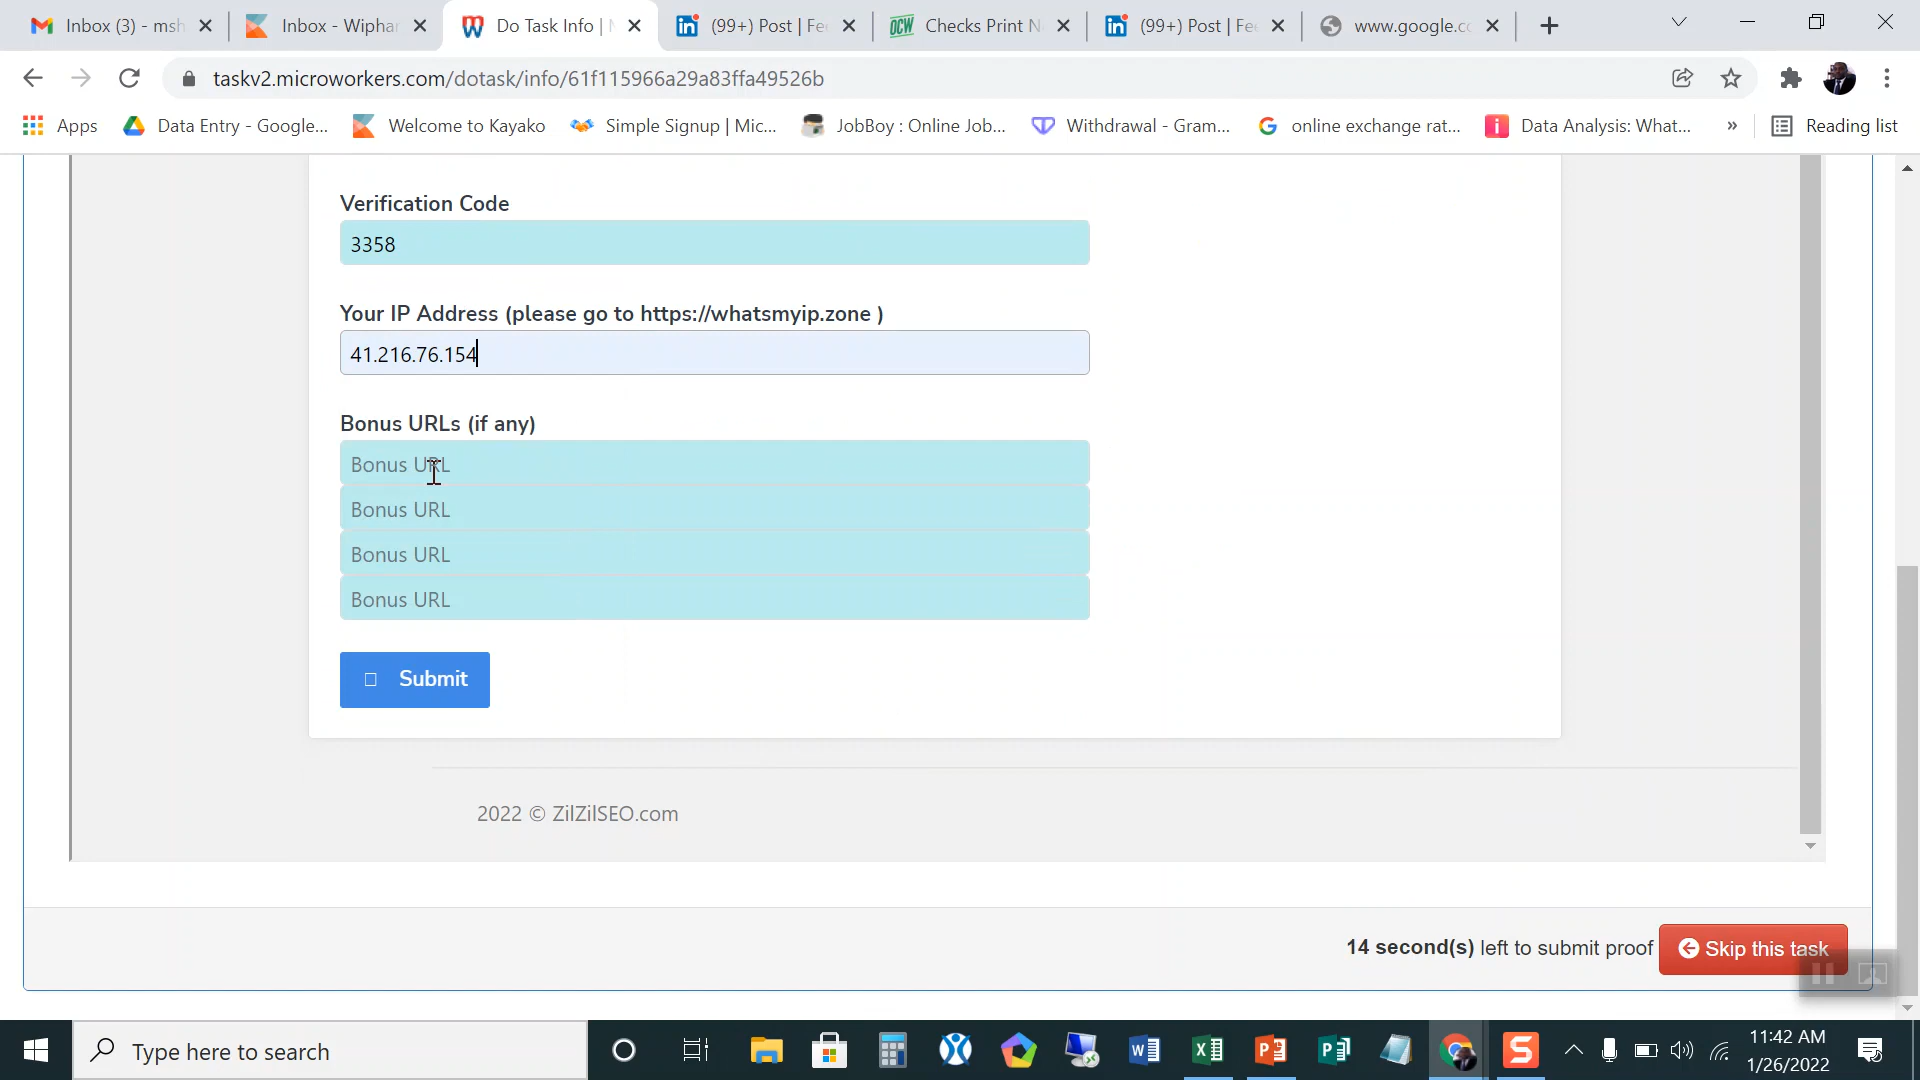 Inbox (3) - msh
Inbox - Wiphan
Do Task Info | M
(99+) Post | Fee
Checks Print N
(99+) Post | Fee
www.google.co
taskv2.microworkers.com/dotask/info/61f115966a29a83ffa49526b
Apps
Data Entry - Google...
Welcome to Kayako
Simple Signup | Mic...
JobBoy : Online Job...
Withdrawal - Gram...
online exchange rat...
Data Analysis: What...
»
Reading list
Verification Code
3358
Your IP Address (please go to https://whatsmyip.zone )
41.216.76.154
Bonus URLs (if any)
Bonus URL
Bonus URL
Bonus URL
Bonus URL
Submit
2022 © ZilZilSEO.com
14 second(s) left to submit proof
Skip this task
Type here to search
11:42 AM
1/26/2022